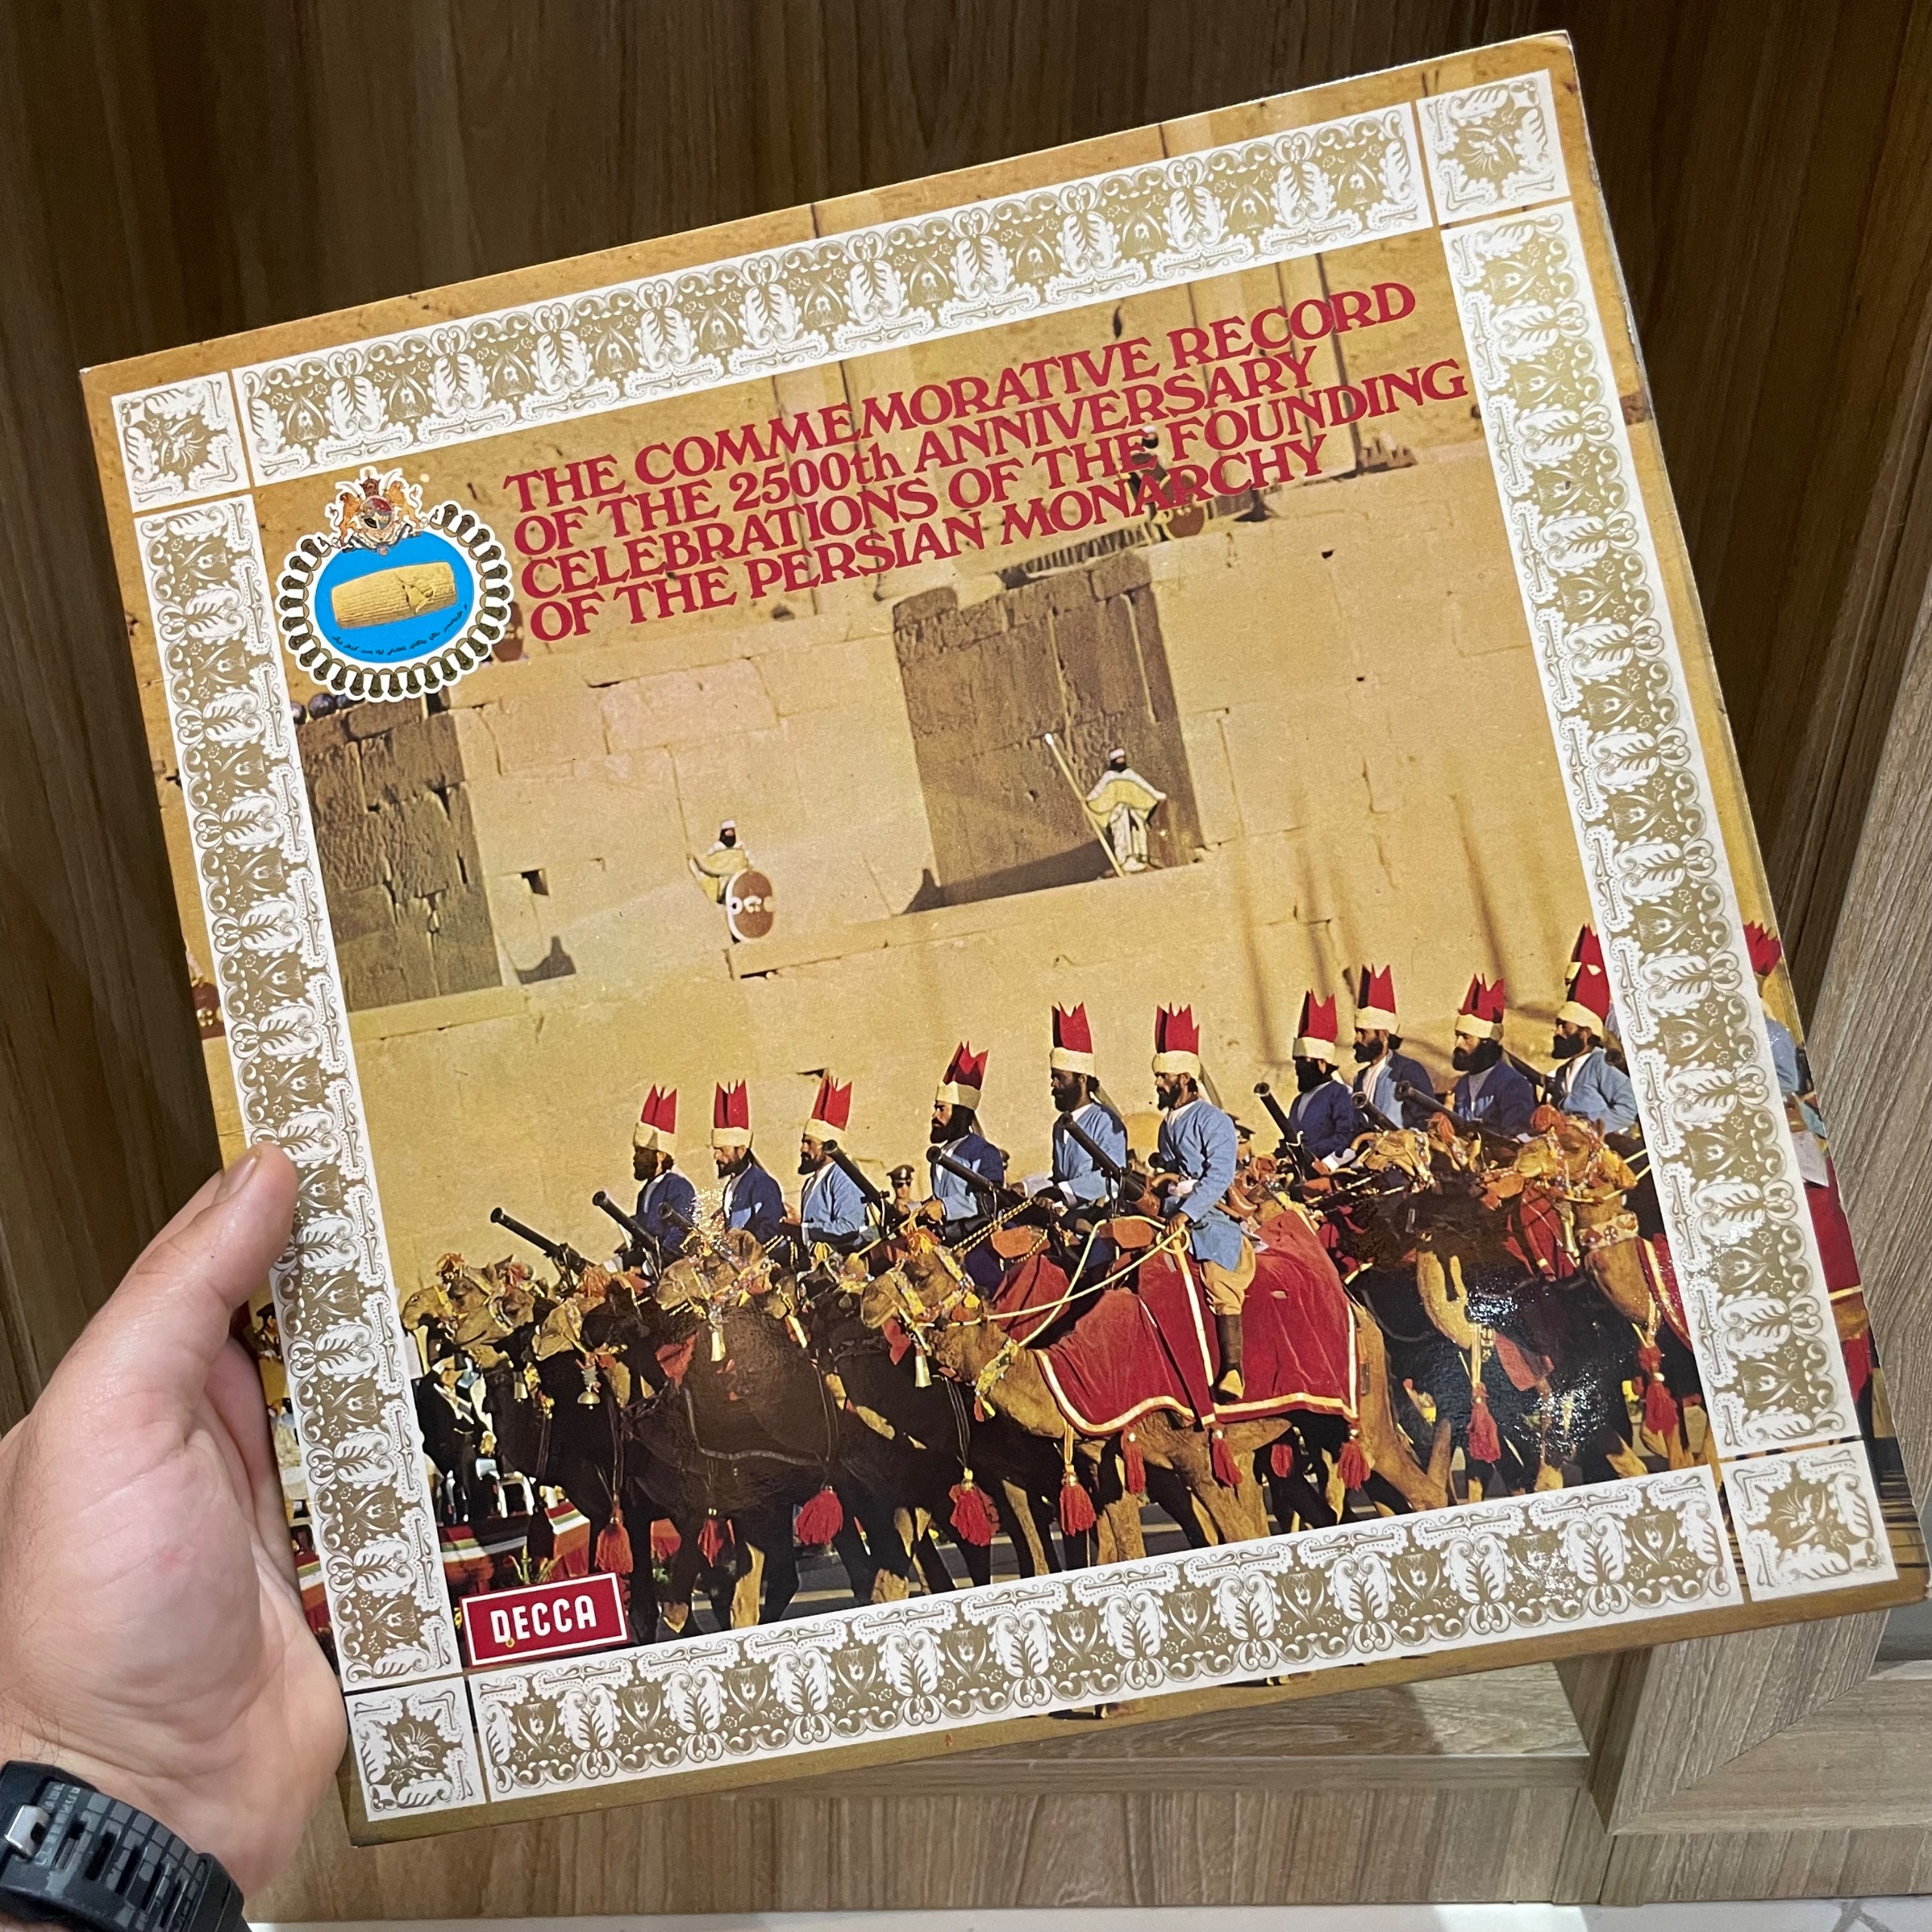 THE COMMEMORATIVE RECORD
OF THE 2500th ANNIVERSARY
CELEBRATIONS OF THE FOUNDING
OF THE PERSIAN MONARCHY
DECCA